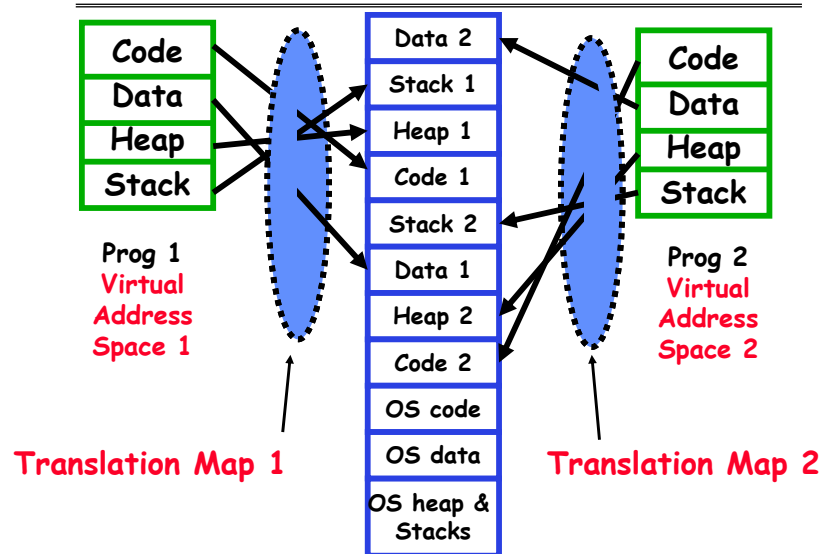 Code
Data
Heap
Stack
Prog 1
Virtual
Address
Space 1
Translation Map 1
Data 2
Stack 1
Heap 1
Code 1
Stack 2
Data 1
Heap 2
Code 2
OS code
OS data
OS heap &
Stacks
Code
Data
Heap
Stack
Prog 2
Virtual
Address
Space 2
Translation Map 2